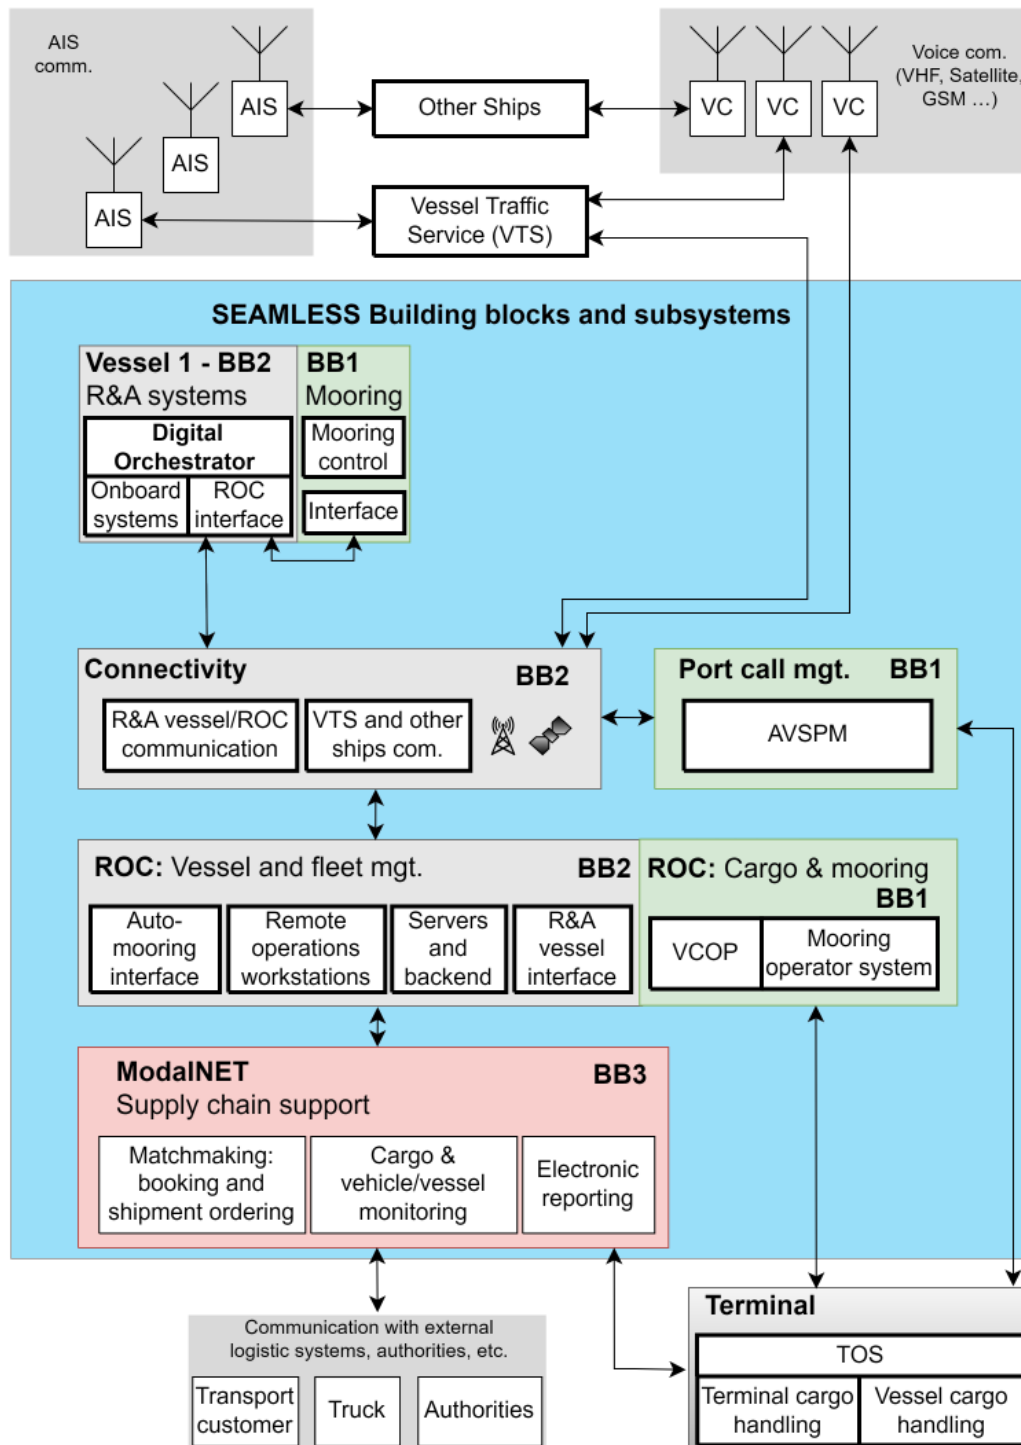 AIS
comm.
AIS
AIS
AIS
Other Ships
VC
VC
VC
Voice com.
(VHF, Satellite,
GSM ...)
Vessel Traffic
Service (VTS)
SEAMLESS Building blocks and subsystems
Vessel 1 - BB2
R&A systems
Digital
Orchestrator
Onboard
systems
ROC
interface
BB1
Mooring
Mooring
control
Interface
Connectivity
BB2
R&A vessel/ROC
communication
VTS and other
ships com.
Port call mgt.
BB1
AVSPM
ROC: Vessel and fleet mgt.
BB2
Auto-
mooring
interface
Remote
operations
workstations
Servers
and
backend
R&A
vessel
interface
ROC: Cargo & mooring
BB1
VCOP
Mooring
operator system
ModalNET
BB3
Supply chain support
Matchmaking:
booking and
shipment ordering
Cargo &
vehicle/vessel
monitoring
Electronic
reporting
Communication with external
logistic systems, authorities, etc.
Transport
customer
Truck
Authorities
Terminal
TOS
Terminal cargo
handling
Vessel cargo
handling